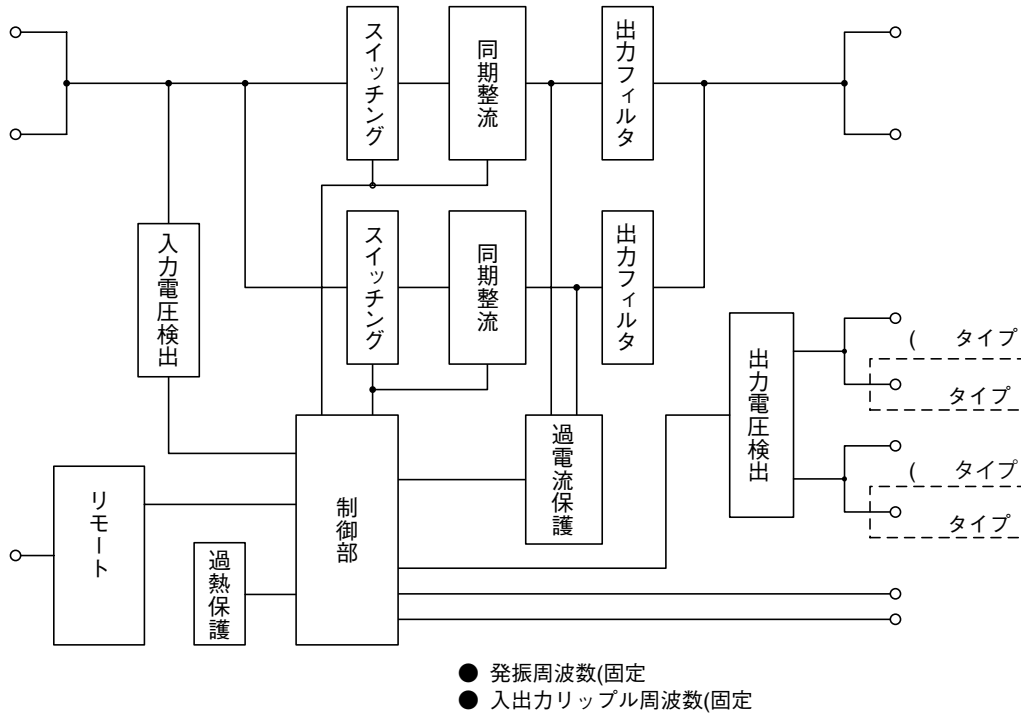 スイッチング
同期整流
出力フィルタ
入力電圧検出
スイッチング
同期整流
出力フィルタ
出力電圧検出
( タイプ
タイプ
( タイプ
タイプ
過電流保護
制御部
リモート
過熱保護
● 発振周波数(固定
● 入出力リップル周波数(固定